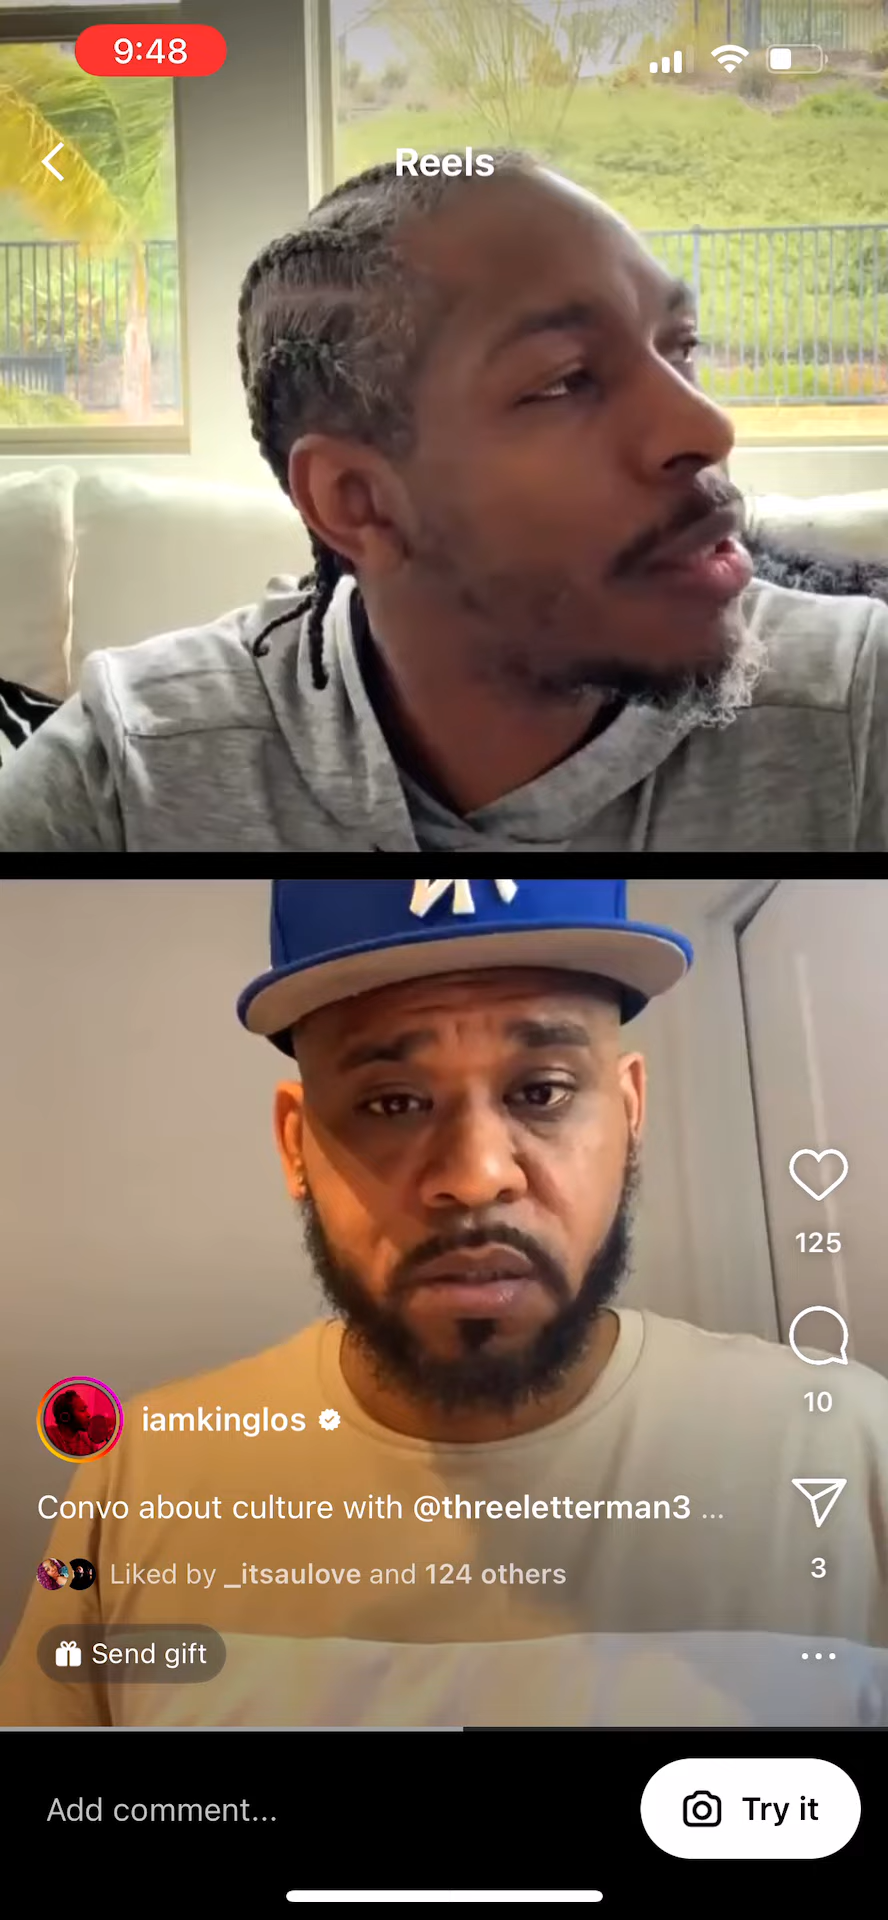 9:48
Reels
125
10
iamkinglos
Convo about culture with @threeletterman3 ...
3
Liked by _itsaulove and 124 others
Send gift
Add comment...
Try it